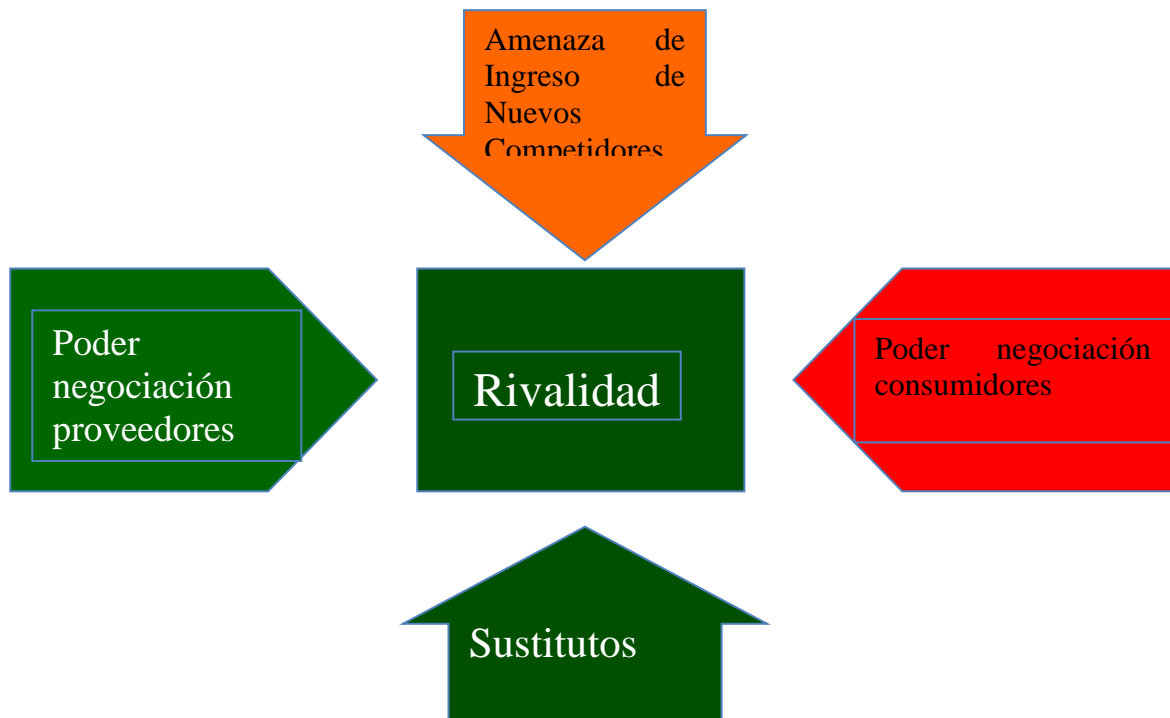 Amenaza de
Ingreso de
Nuevos
Competidores
Poder
negociación
proveedores
Rivalidad
Poder negociación
consumidores
Sustitutos